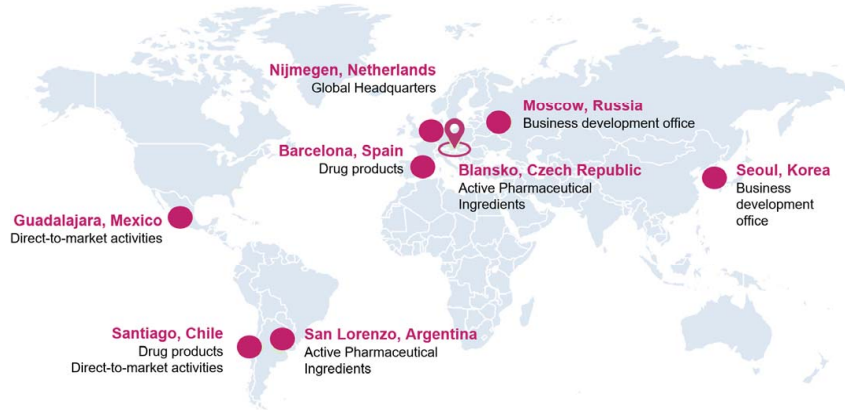 Nijmegen, Netherlands
Global Headquarters
Moscow, Russia
Business development office
Barcelona, Spain
Drug products
Blansko, Czech Republic
Active Pharmaceutical
Ingredients
Seoul, Korea
Business
development
office
Guadalajara, Mexico
Direct-to-market activities
Santiago, Chile
Drug products
Direct-to-market activities
San Lorenzo, Argentina
Active Pharmaceutical
Ingredients